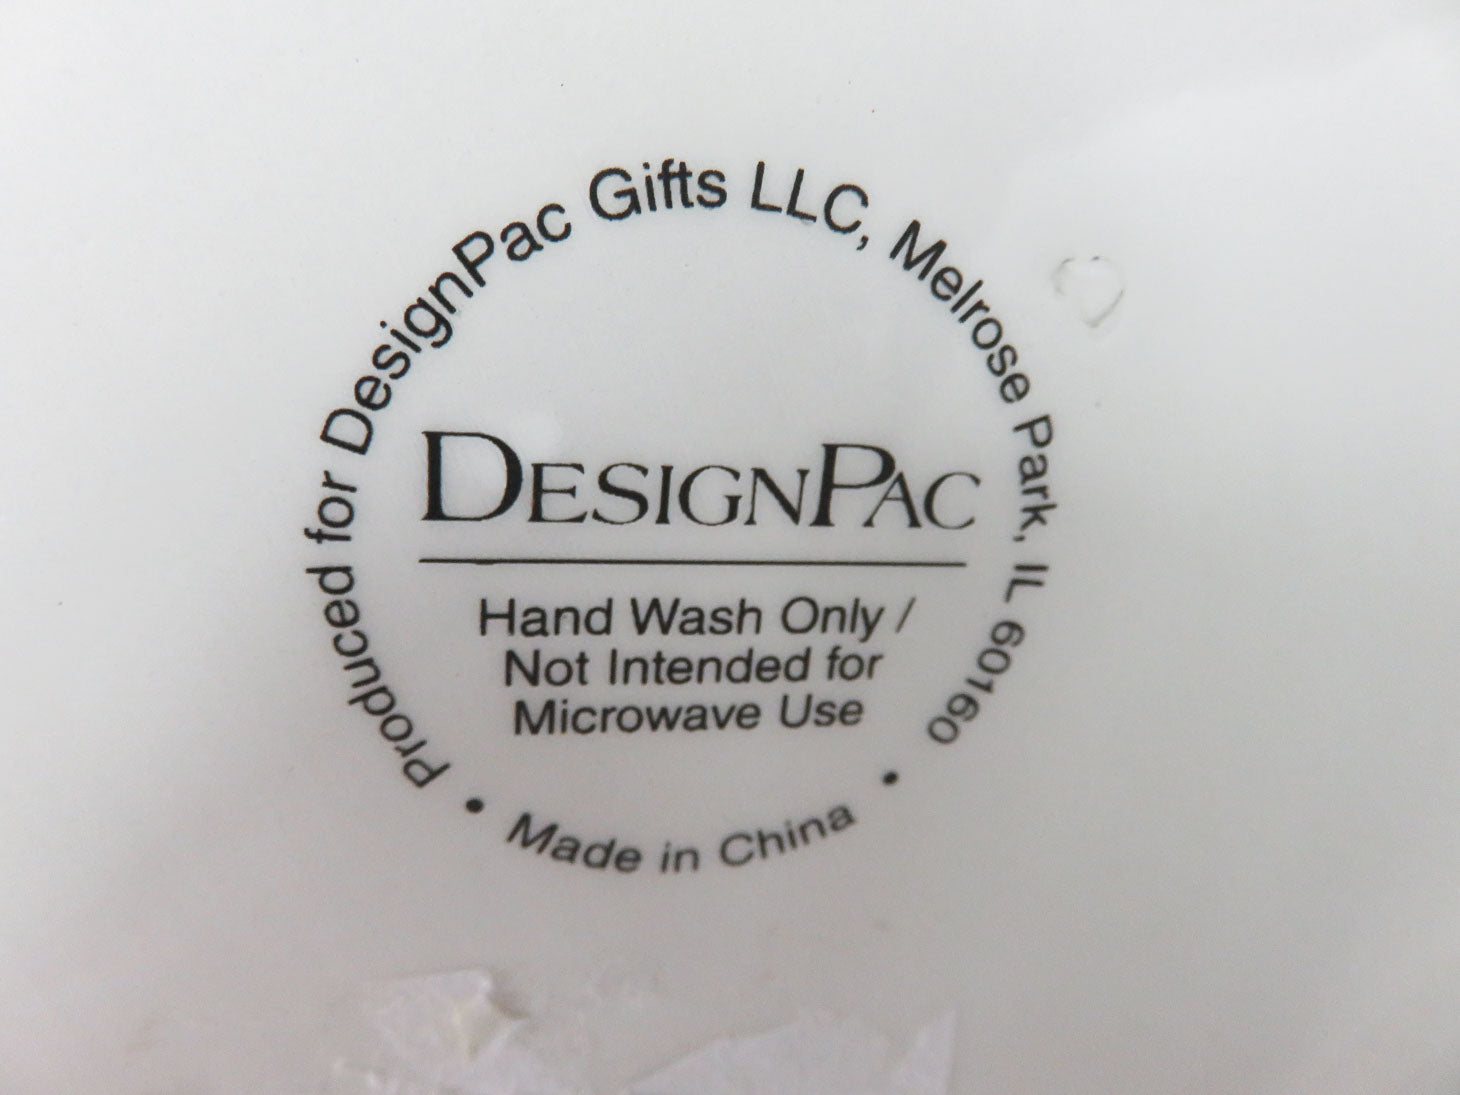 Produced for DesignPac Gifts LLC, Melrose Park, IL 60160
DESIGNPAC
Hand Wash Only /
Not Intended for
Microwave Use
• Made in China •